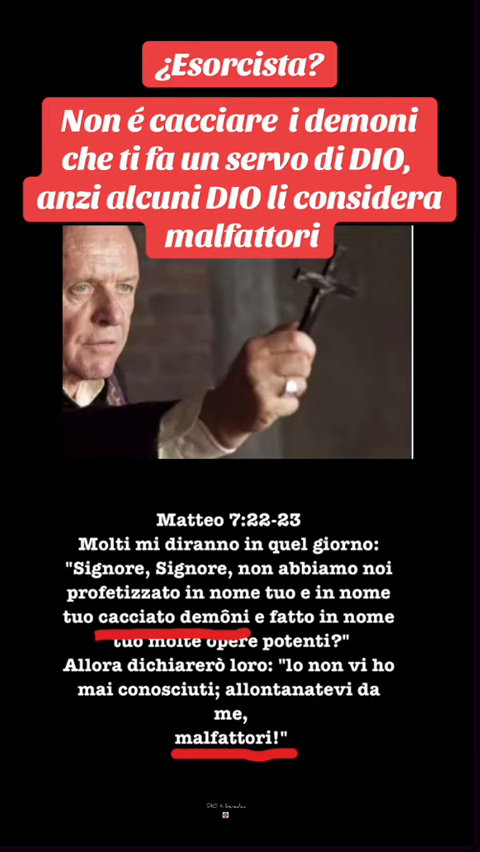 ¿Esorcista?
Non é cacciare i demoni
che ti fa un servo di DIO,
anzi alcuni DIO li considera
malfattori
Matteo 7:22-23
Molti mi diranno in quel giorno:
"Signore, Signore, non abbiamo noi
profetizzato in nome tuo e in nome
tuo cacciato demôni e fatto in nome
tuo molte opere potenti?"
Allora dichiarerò loro: "Io non vi ho
mai conosciuti; allontanatevi da
me,
malfattori!"